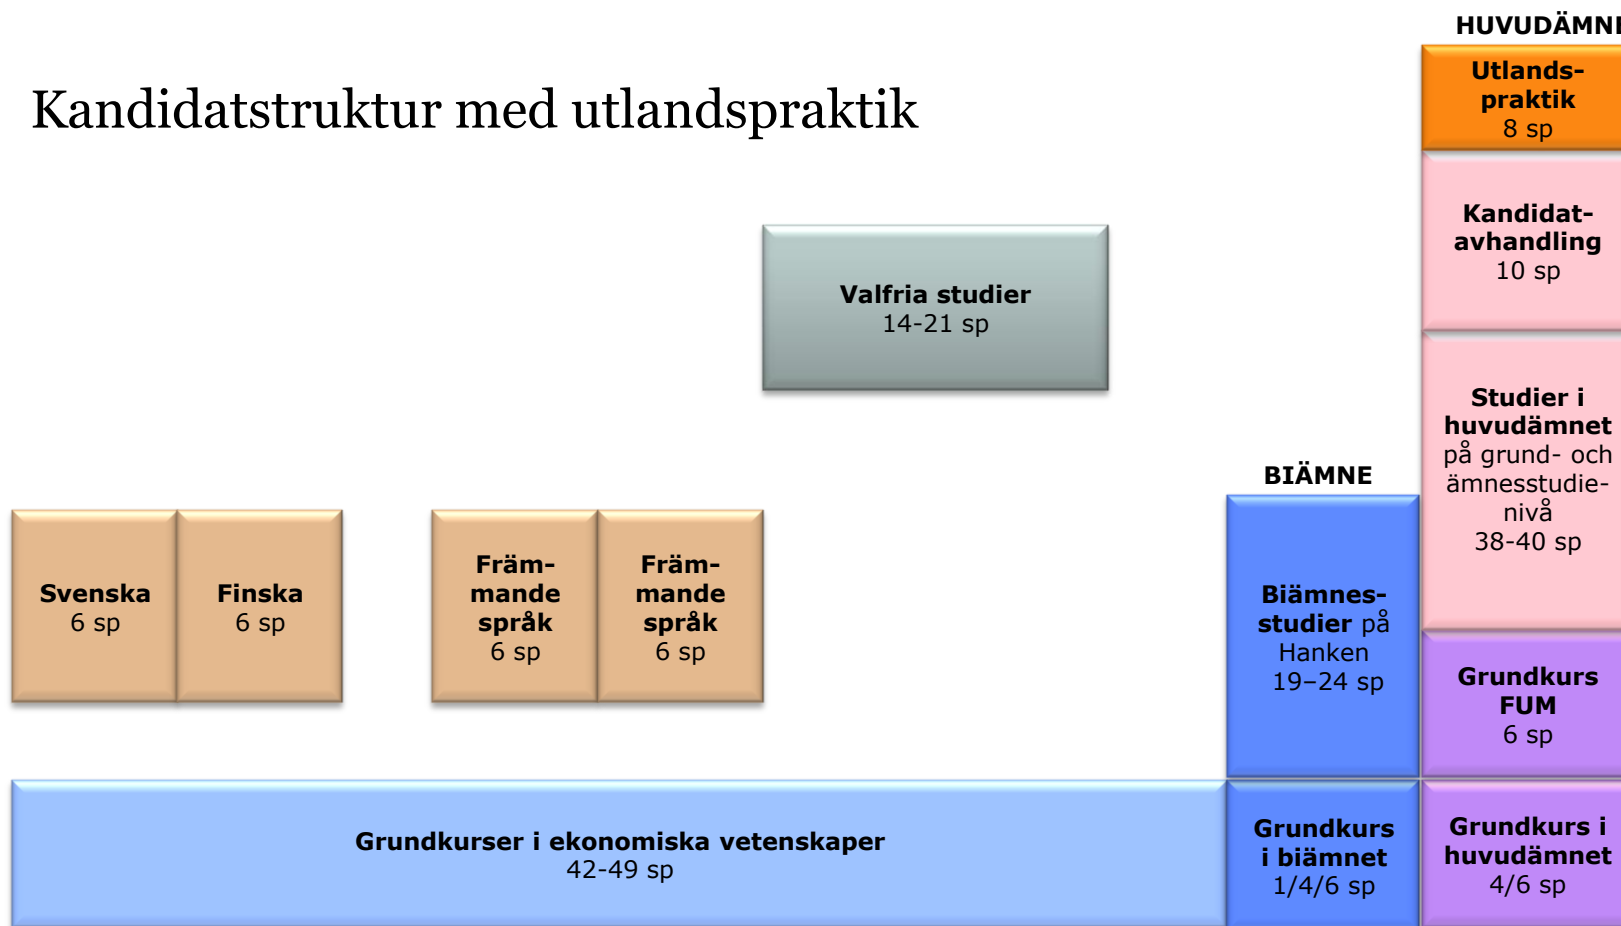 HUVUDÄMNE
Kandidatstruktur med utlandspraktik
Utlands-
praktik
8 sp
Kandidat-
avhandling
10 sp
Valfria studier
14-21 sp
Studier i
huvudämnet
på grund- och
ämnesstudie-
nivå
38-40 sp
BIÄMNE
Svenska
6 sp
Finska
6 sp
Främ-
mande
språk
6 sp
Främ-
mande
språk
6 sp
Biämnes-
studier på
Hanken
19–24 sp
Grundkurs
FUM
6 sp
Grundkurser i ekonomiska vetenskaper
42-49 sp
Grundkurs
i biämnet
1/4/6 sp
Grundkurs i
huvudämnet
4/6 sp